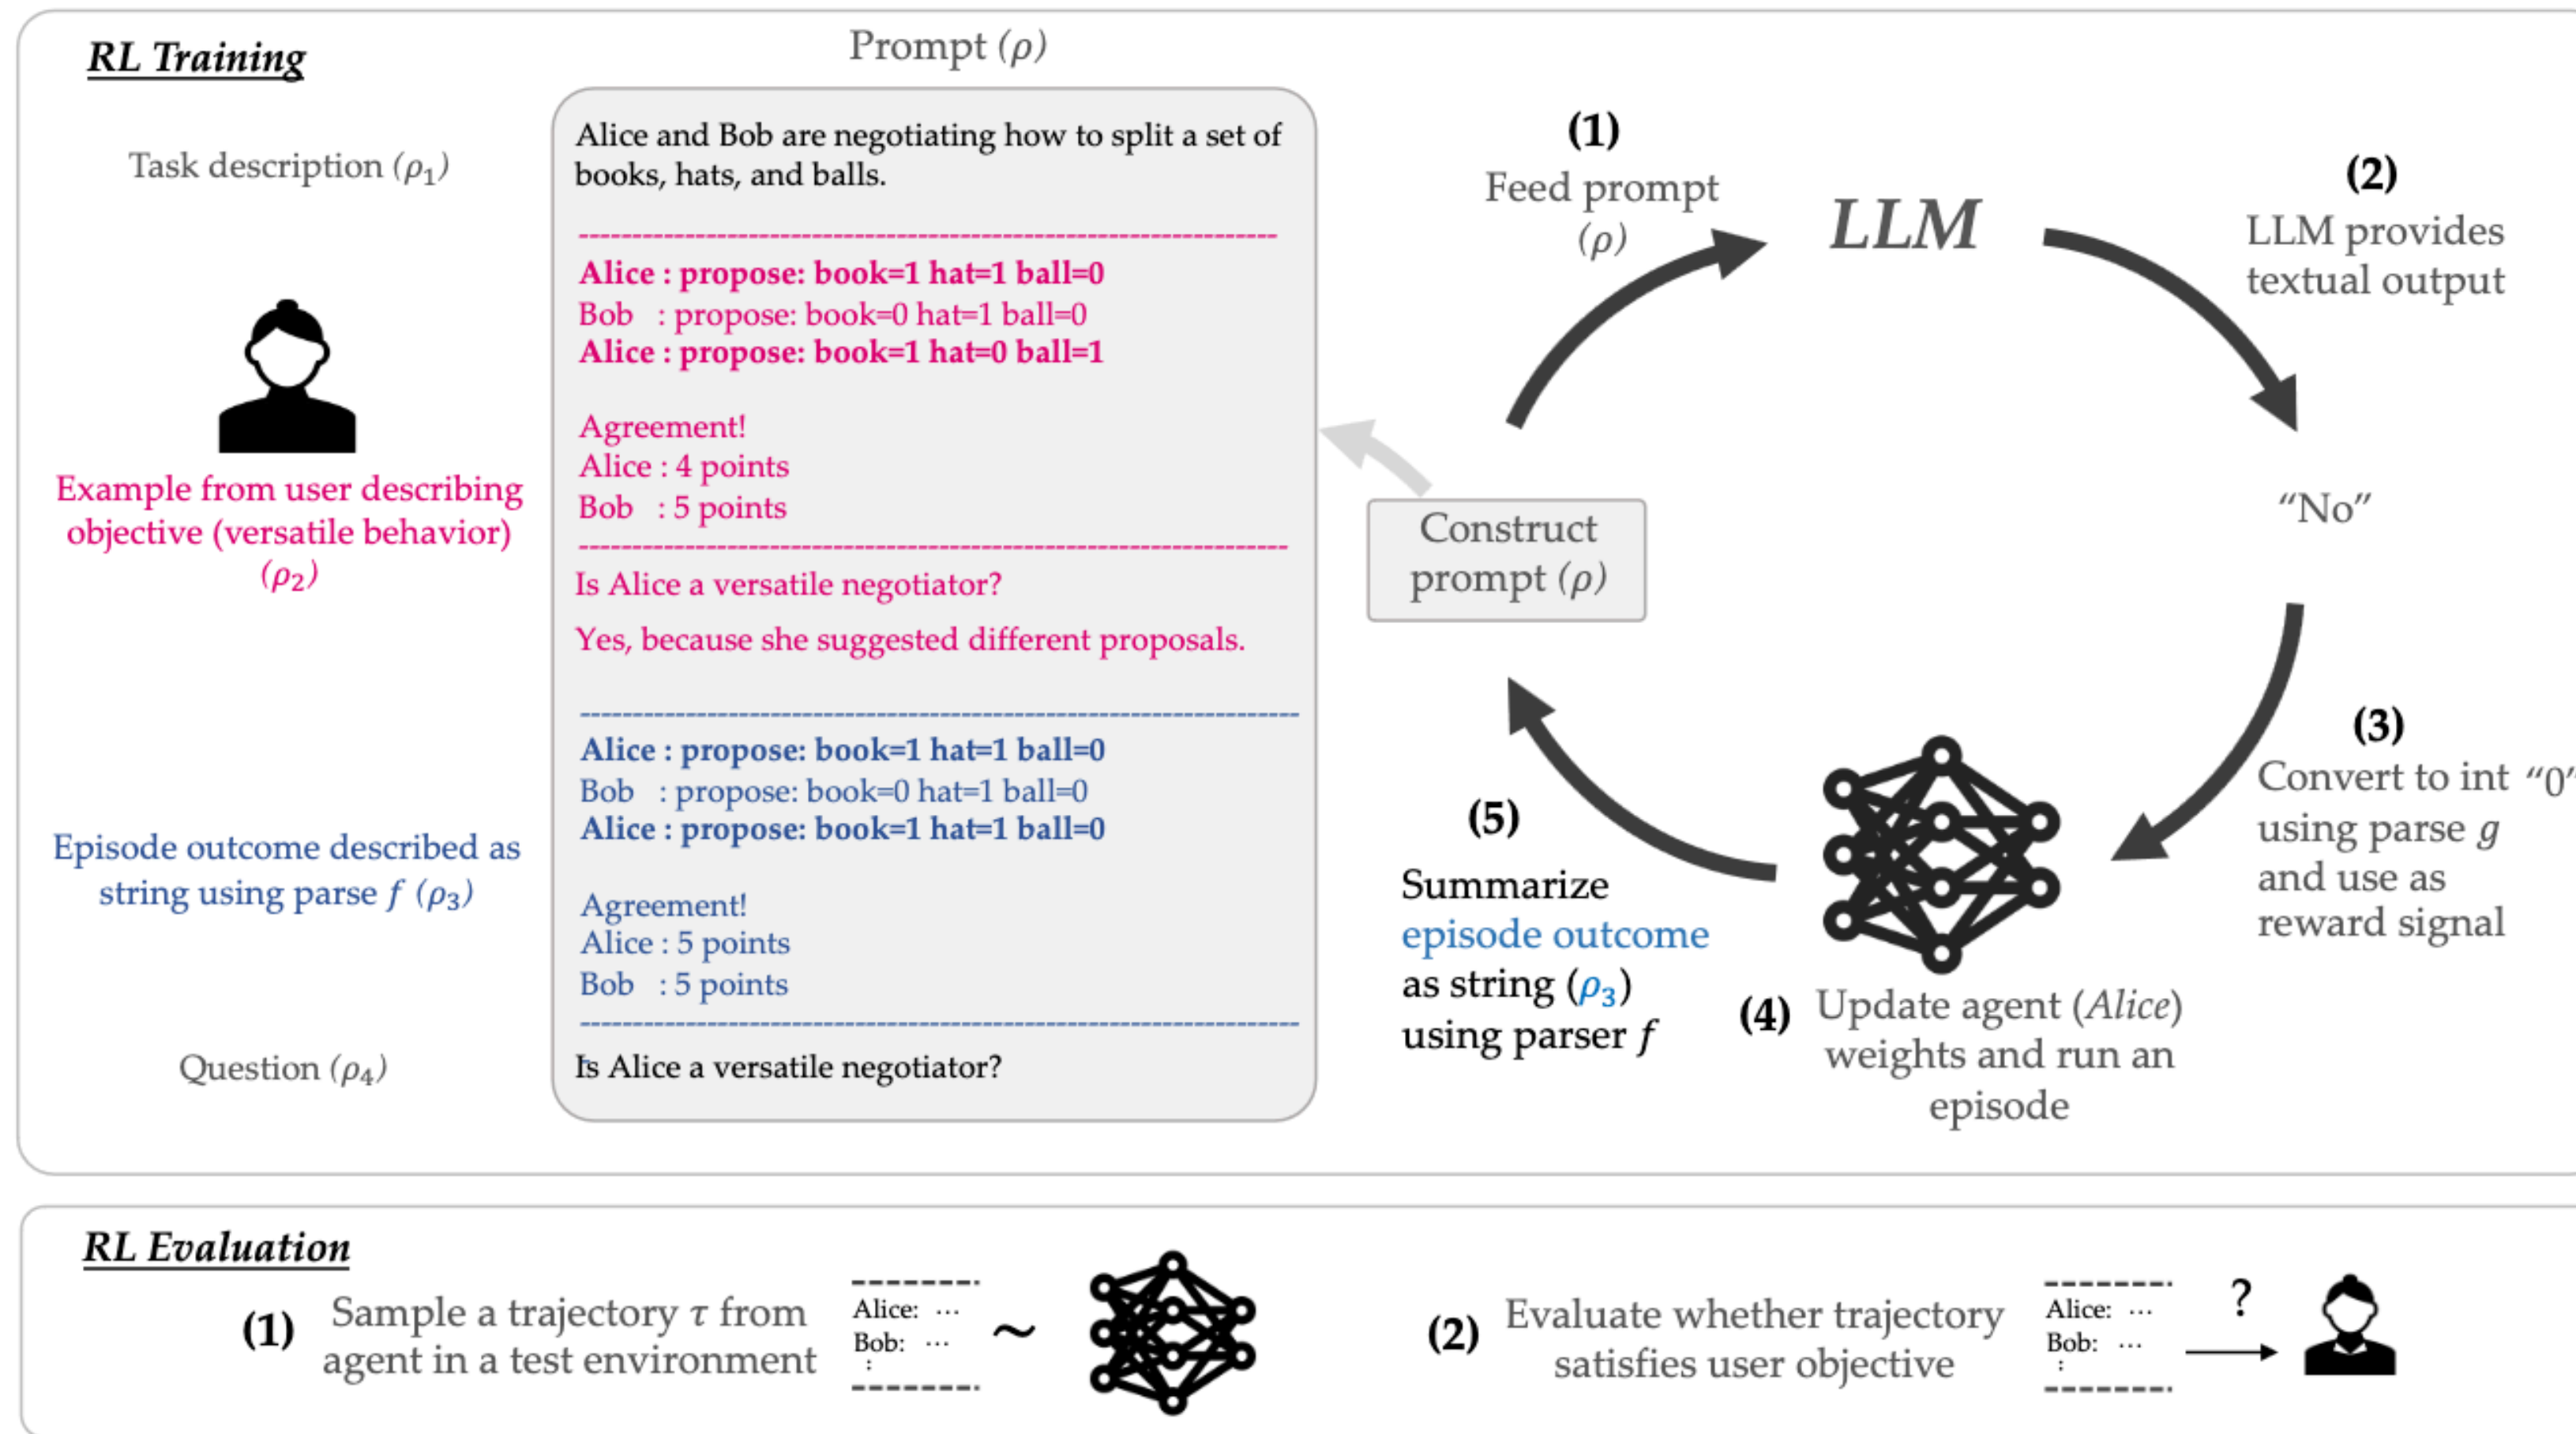 RL Training
Prompt (ρ)
Task description (ρ₁)
Example from user describing
objective (versatile behavior)
(ρ₂)
Episode outcome described as
string using parse f (ρ₃)
Question (ρ₄)
Alice and Bob are negotiating how to split a set of
books, hats, and balls.
Alice : propose: book=1 hat=1 ball=0
Bob : propose: book=0 hat=1 ball=0
Alice : propose: book=1 hat=0 ball=1
Agreement!
Alice : 4 points
Bob : 5 points
Is Alice a versatile negotiator?
Yes, because she suggested different proposals.
Alice : propose: book=1 hat=1 ball=0
Bob : propose: book=0 hat=1 ball=0
Alice : propose: book=1 hat=1 ball=0
Agreement!
Alice : 5 points
Bob : 5 points
Is Alice a versatile negotiator?
Construct
prompt (ρ)
(1)
Feed prompt
(ρ)
LLM
(2)
LLM provides
textual output
“No”
(3)
Convert to int “0”
using parse g
and use as
reward signal
(4) Update agent (Alice)
weights and run an
episode
(5)
Summarize
episode outcome
as string (ρ₃)
using parser f
RL Evaluation
(1) Sample a trajectory τ from
agent in a test environment
Alice: ...
Bob: ...
:
~
(2) Evaluate whether trajectory
satisfies user objective
Alice: ...
Bob: ...
:
?